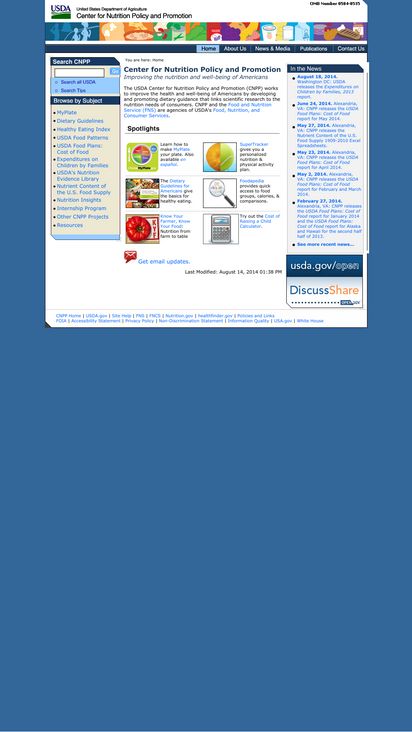 OMB Number 0584-0535
USDA United States Department of Agriculture
Center for Nutrition Policy and Promotion
Home About Us News & Media Publications Contact Us
Search CNPP
Go
Search all USDA
Search Tips
Browse by Subject
MyPlate
Dietary Guidelines
Healthy Eating Index
USDA Food Patterns
USDA Food Plans:
Cost of Food
Expenditures on
Children by Families
USDA's Nutrition
Evidence Library
Nutrient Content of
the U.S. Food Supply
Nutrition Insights
Internship Program
Other CNPP Projects
Resources
You are here: Home
Center for Nutrition Policy and Promotion
Improving the nutrition and well-being of Americans
The USDA Center for Nutrition Policy and Promotion (CNPP) works
to improve the health and well-being of Americans by developing
and promoting dietary guidance that links scientific research to the
nutrition needs of consumers. CNPP and the Food and Nutrition
Service (FNS) are agencies of USDA's Food, Nutrition, and
Consumer Services.
Spotlights
Learn how to
make MyPlate
your plate. Also
available en
español.
SuperTracker
gives you a
personalized
nutrition &
physical activity
plan.
The Dietary
Guidelines for
Americans give
the basics for
healthy eating.
Foodapedia
provides quick
access to food
groups, calories, &
comparisons.
Know Your
Farmer, Know
Your Food!
Nutrition from
farm to table
Try out the Cost of
Raising a Child
Calculator.
Get email updates.
Last Modified: August 14, 2014 01:38 PM
In the News
August 18, 2014.
Washington DC: USDA
releases the Expenditures on
Children by Families, 2013
report.
June 24, 2014. Alexandria,
VA: CNPP releases the USDA
Food Plans: Cost of Food
report for May 2014.
May 27, 2014. Alexandria,
VA: CNPP releases the
Nutrient Content of the U.S.
Food Supply 1909-2010 Excel
Spreadsheets.
May 23, 2014. Alexandria,
VA: CNPP releases the USDA
Food Plans: Cost of Food
report for April 2014.
May 2, 2014. Alexandria,
VA: CNPP releases the USDA
Food Plans: Cost of Food
report for February and March
2014.
February 27, 2014.
Alexandria, VA: CNPP releases
the USDA Food Plans: Cost of
Food report for January 2014
and the USDA Food Plans:
Cost of Food report for Alaska
and Hawaii for the second half
half of 2013.
See more recent news...
usda.gov/open
DiscussShare
USDA.gov
CNPP Home | USDA.gov | Site Help | FNS | FNCS | Nutrition.gov | healthfinder.gov | Policies and Links
FOIA | Accessibility Statement | Privacy Policy | Non-Discrimination Statement | Information Quality | USA.gov | White House